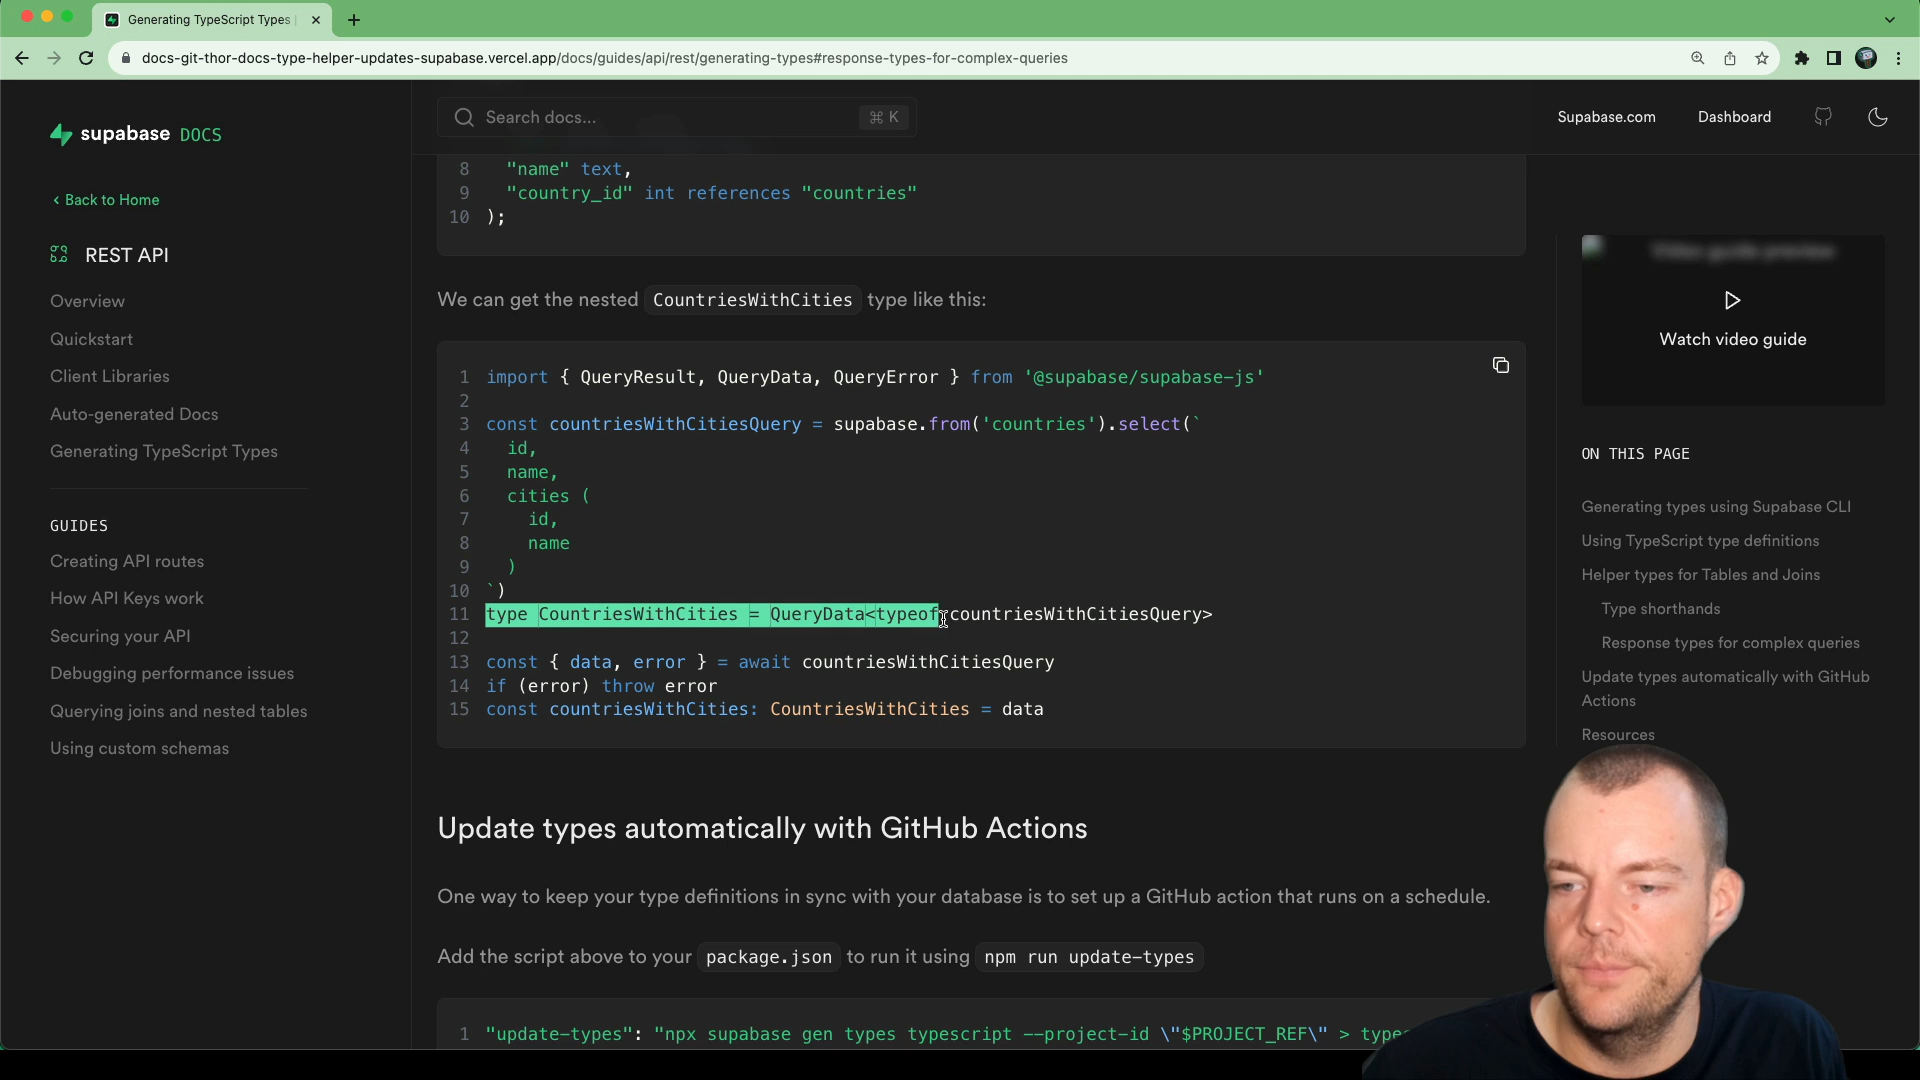 Generating TypeScript Types |
docs-git-thor-docs-type-helper-updates-supabase.vercel.app/docs/guides/api/rest/generating-types#response-types-for-complex-queries
supabase DOCS
Search docs...
⌘ K
Supabase.com
Dashboard
< Back to Home
REST API
Overview
Quickstart
Client Libraries
Auto-generated Docs
Generating TypeScript Types
GUIDES
Creating API routes
How API Keys work
Securing your API
Debugging performance issues
Querying joins and nested tables
Using custom schemas
8 "name" text,
9 "country_id" int references "countries"
10 );
We can get the nested CountriesWithCities type like this:
1 import { QueryResult, QueryData, QueryError } from '@supabase/supabase-js'
2
3 const countriesWithCitiesQuery = supabase.from('countries').select(`
4 id,
5 name,
6 cities (
7 id,
8 name
9 )
10 `)
11 type CountriesWithCities = QueryData<typeof countriesWithCitiesQuery>
12
13 const { data, error } = await countriesWithCitiesQuery
14 if (error) throw error
15 const countriesWithCities: CountriesWithCities = data
Update types automatically with GitHub Actions
One way to keep your type definitions in sync with your database is to set up a GitHub action that runs on a schedule.
Add the script above to your package.json to run it using npm run update-types
1 "update-types": "npx supabase gen types typescript --project-id \"$PROJECT_REF\" >
Video guide preview
Watch video guide
ON THIS PAGE
Generating types using Supabase CLI
Using TypeScript type definitions
Helper types for Tables and Joins
Type shorthands
Response types for complex queries
Update types automatically with GitHub
Actions
Resources